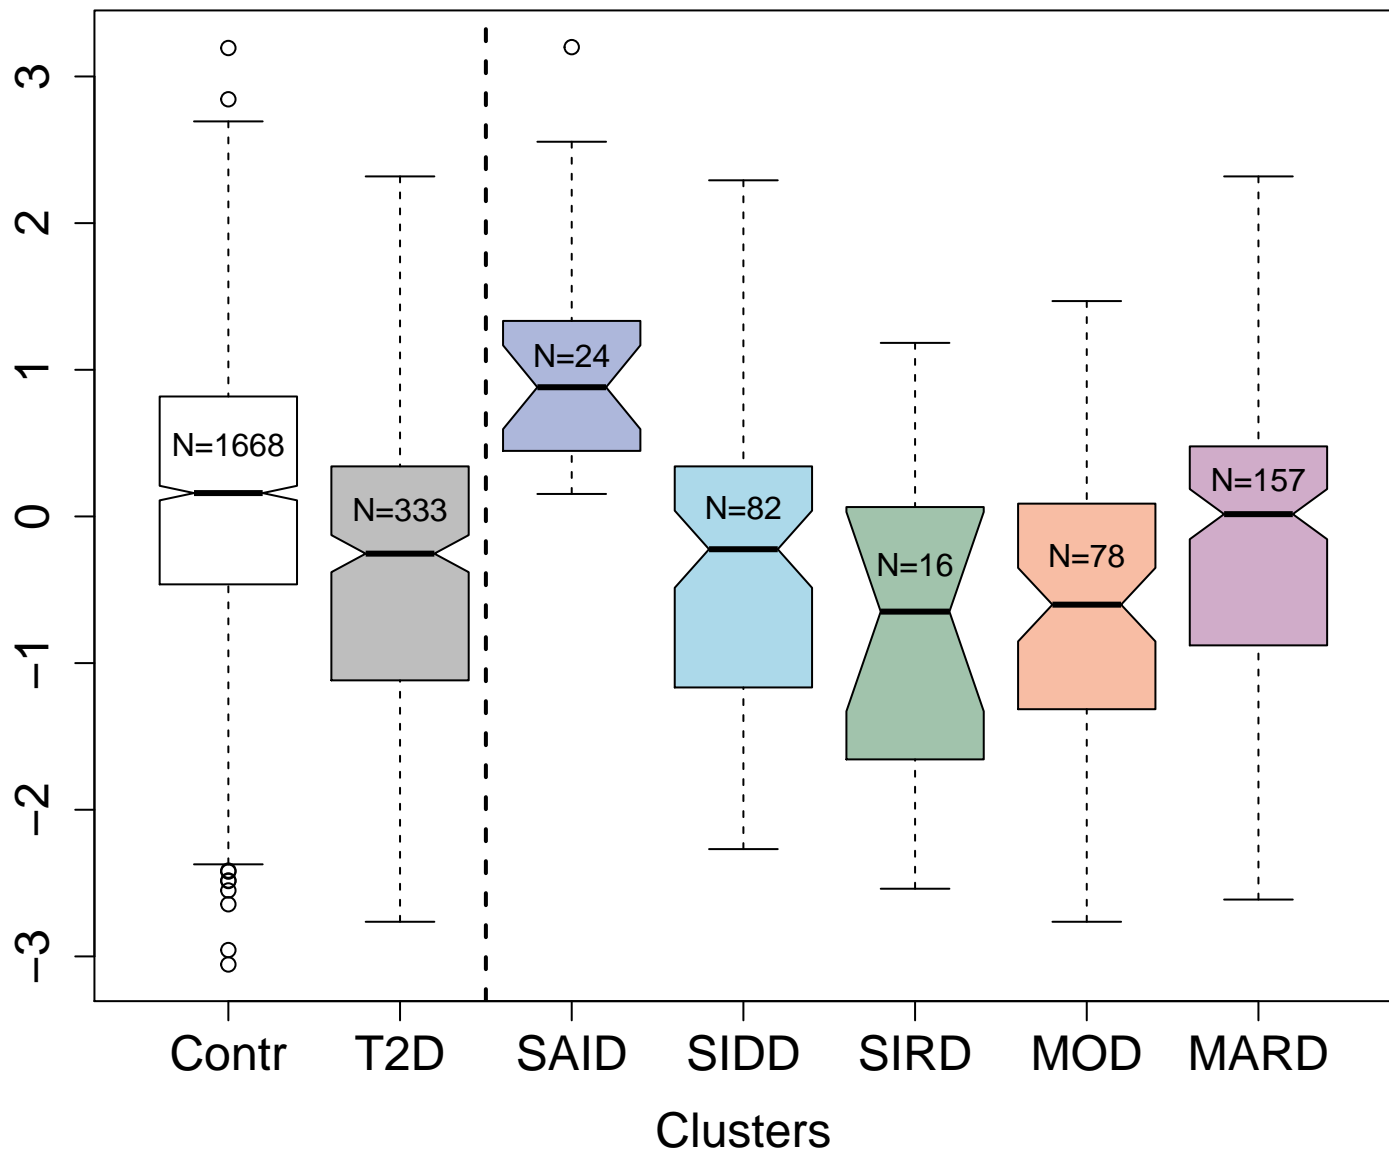 3
2
1
0
−1
−2
−3
N=1668
N=333
N=24
N=82
N=16
N=78
N=157
Contr T2D SAID SIDD SIRD MOD MARD
Clusters